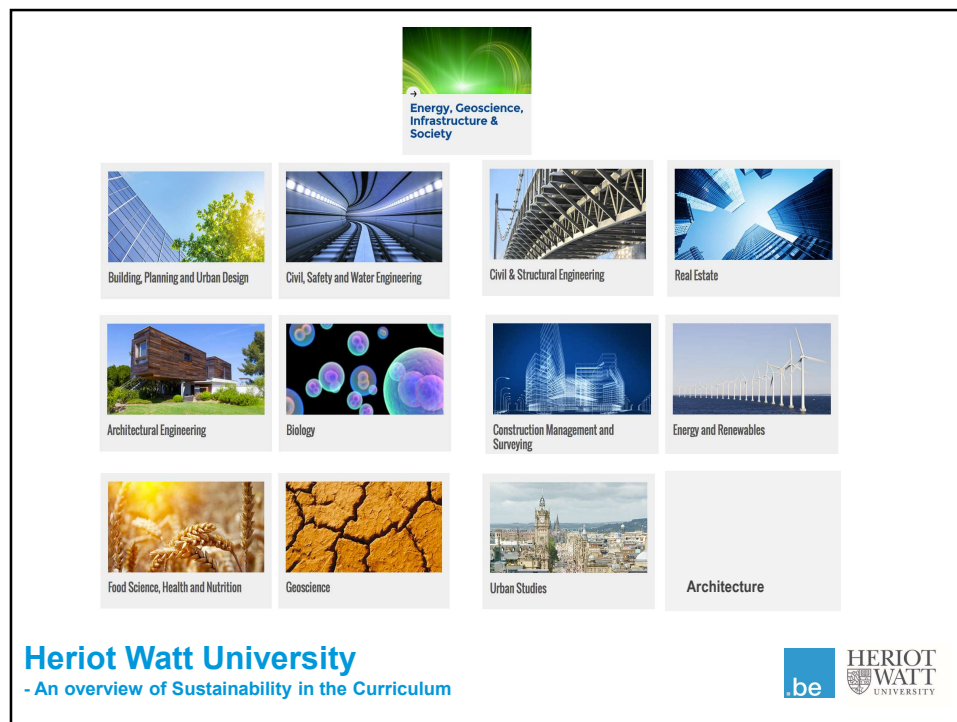 Energy, Geoscience,
Infrastructure &
Society
Building, Planning and Urban Design
Civil, Safety and Water Engineering
Civil & Structural Engineering
Real Estate
Architectural Engineering
Biology
Construction Management and
Surveying
Energy and Renewables
Food Science, Health and Nutrition
Geoscience
Urban Studies
Architecture
Heriot Watt University
- An overview of Sustainability in the Curriculum
.be
HERIOT
WATT
UNIVERSITY